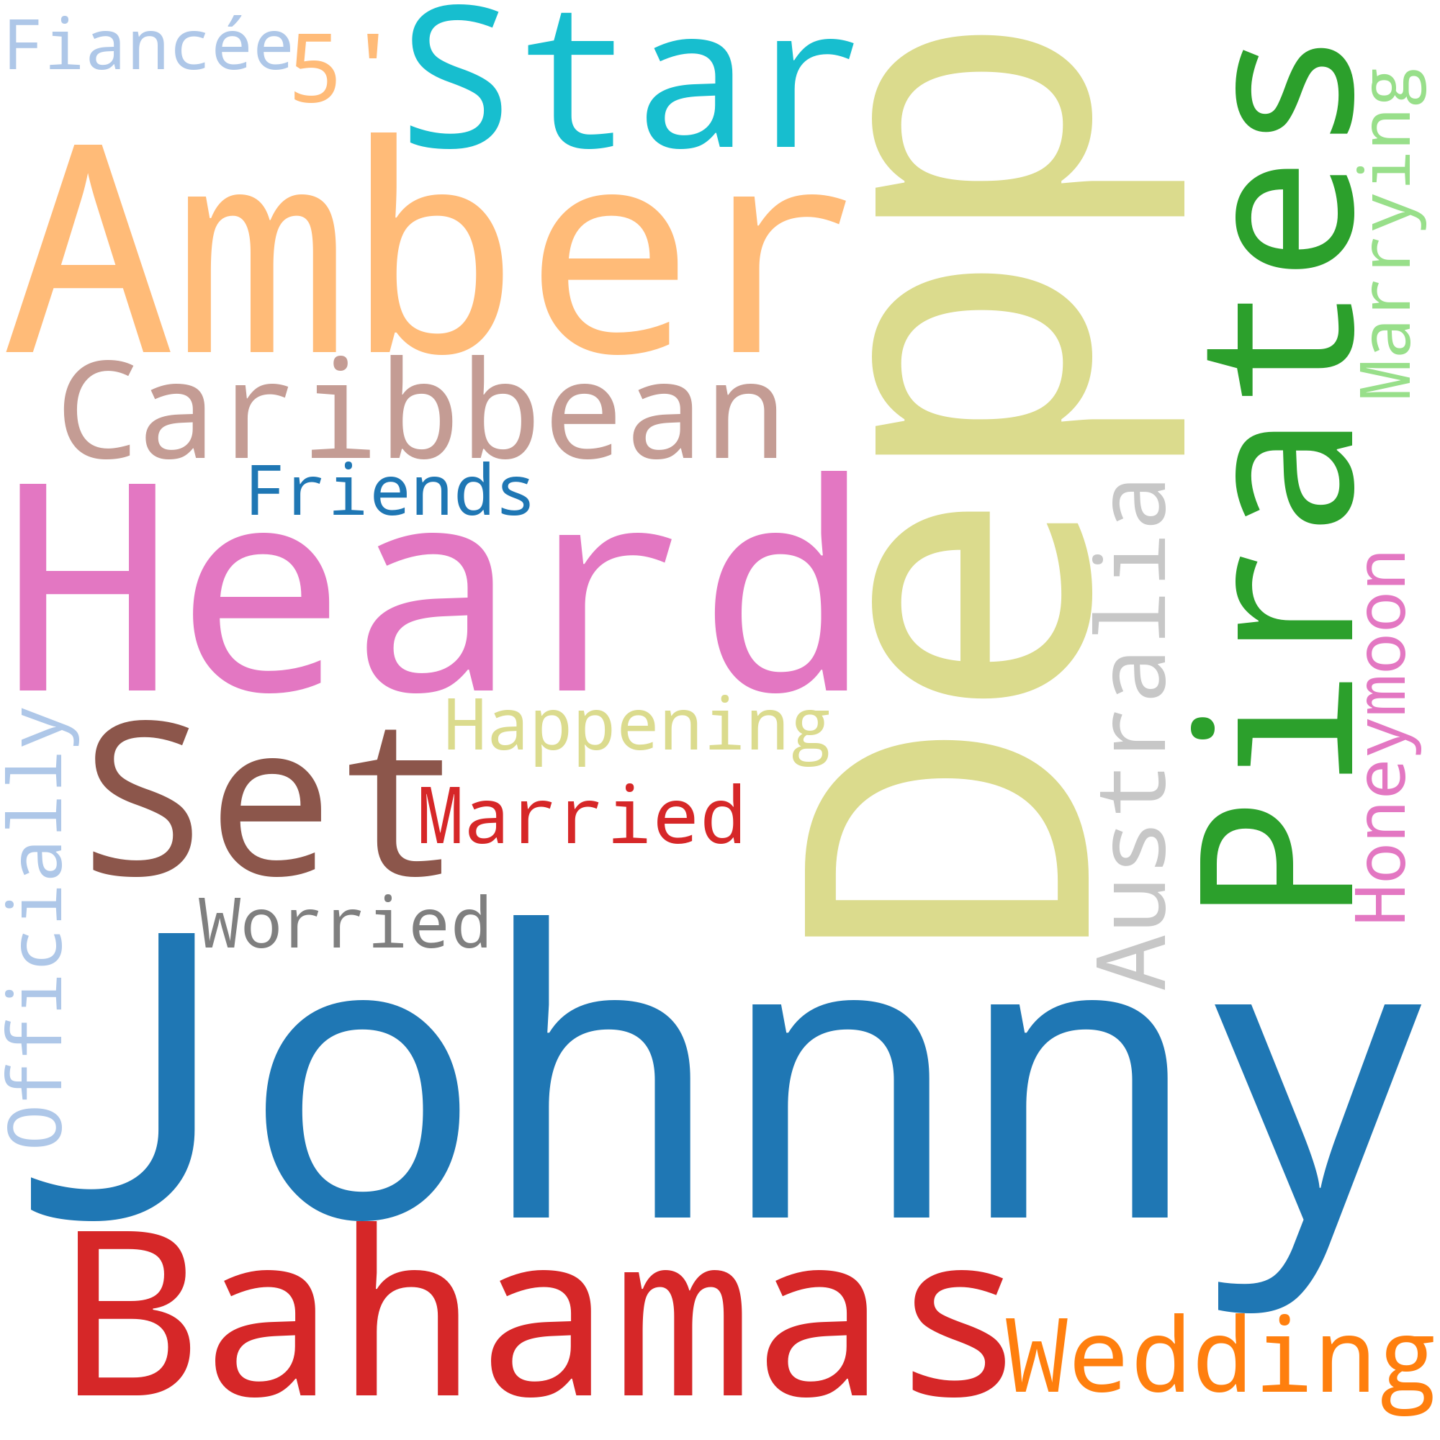 Fiancée
5'
Star
Amber
Caribbean
Friends
Heard
Depp
Pirates
Marrying
Australia
Honeymoon
Happening
Set
Married
Officially
Worried
Johnny
Bahamas
Wedding